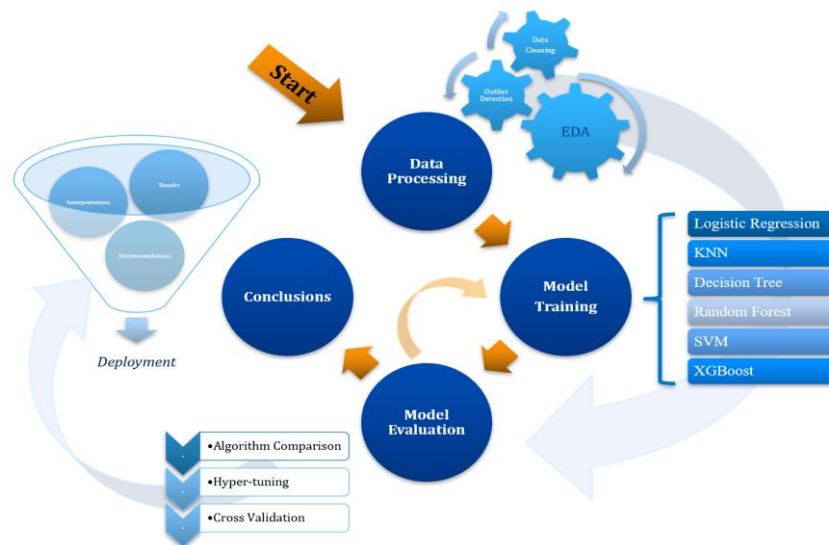 Start
Data
Cleaning
Outlier
Detection
EDA
Data
Processing
Results
Interpretations
Recommendations
Deployment
Conclusions
Model
Training
Logistic Regression
KNN
Decision Tree
Random Forest
SVM
XGBoost
Model
Evaluation
•Algorithm Comparison
•Hyper-tuning
•Cross Validation